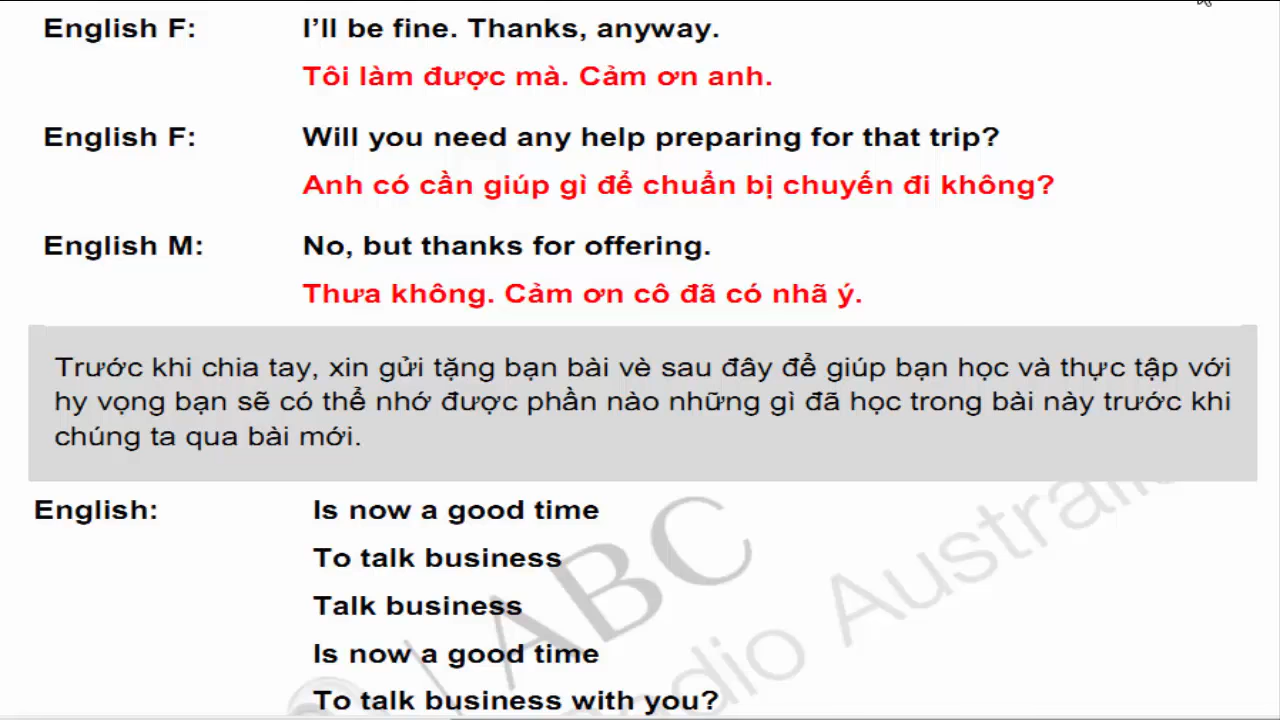 English F: I'll be fine. Thanks, anyway.
Tôi làm được mà. Cảm ơn anh.
English F: Will you need any help preparing for that trip?
Anh có cần giúp gì để chuẩn bị chuyến đi không?
English M: No, but thanks for offering.
Thưa không. Cảm ơn cô đã có nhã ý.
Trước khi chia tay, xin gửi tặng bạn bài vè sau đây để giúp bạn học và thực tập với
hy vọng bạn sẽ có thể nhớ được phần nào những gì đã học trong bài này trước khi
chúng ta qua bài mới.
English: Is now a good time
To talk business
Talk business
Is now a good time
To talk business with you?
ABC
Australia